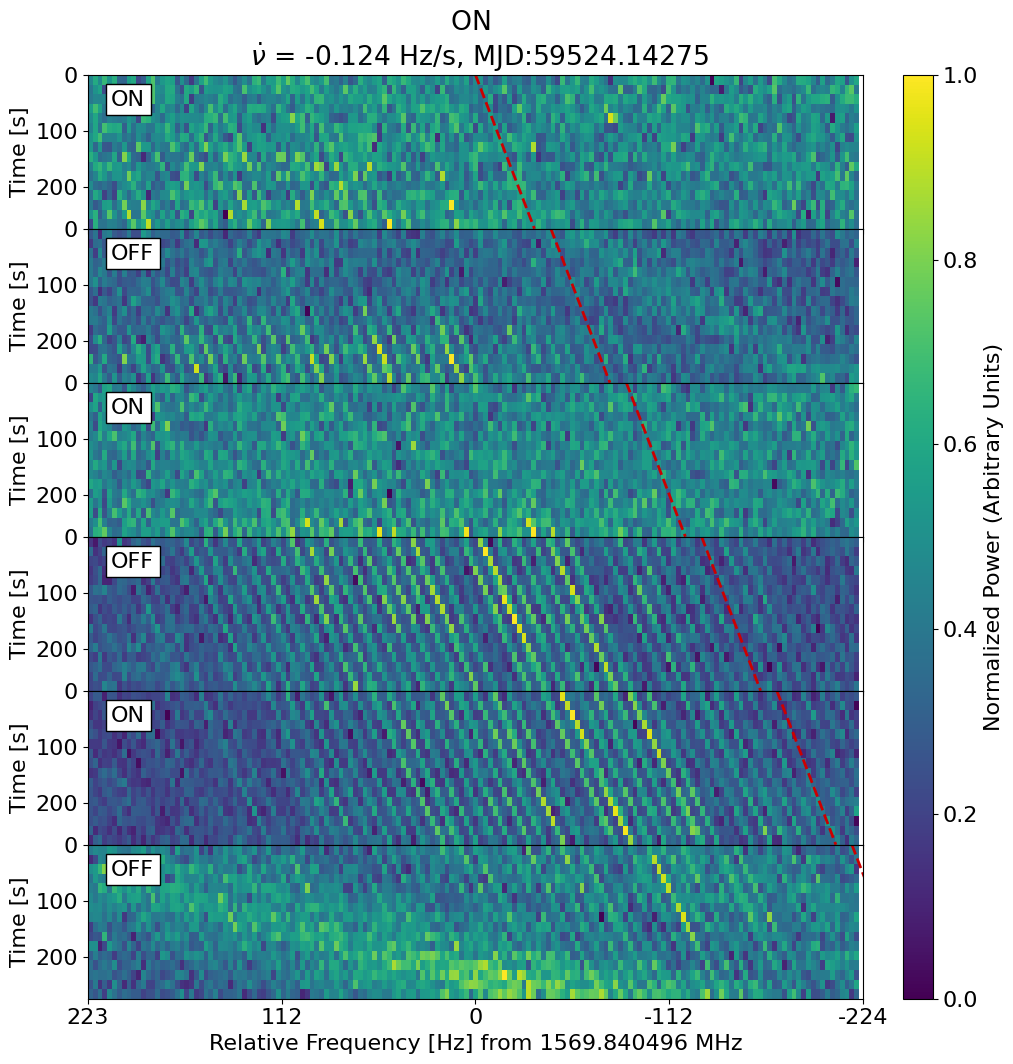 ON
ν̇ = -0.124 Hz/s, MJD:59524.14275
0
100
200
Time [s]
ON
0
100
200
Time [s]
OFF
0
100
200
Time [s]
ON
0
100
200
Time [s]
OFF
0
100
200
Time [s]
ON
0
100
200
Time [s]
OFF
223 112 0 -112 -224
Relative Frequency [Hz] from 1569.840496 MHz
1.0
0.8
0.6
0.4
0.2
0.0
Normalized Power (Arbitrary Units)